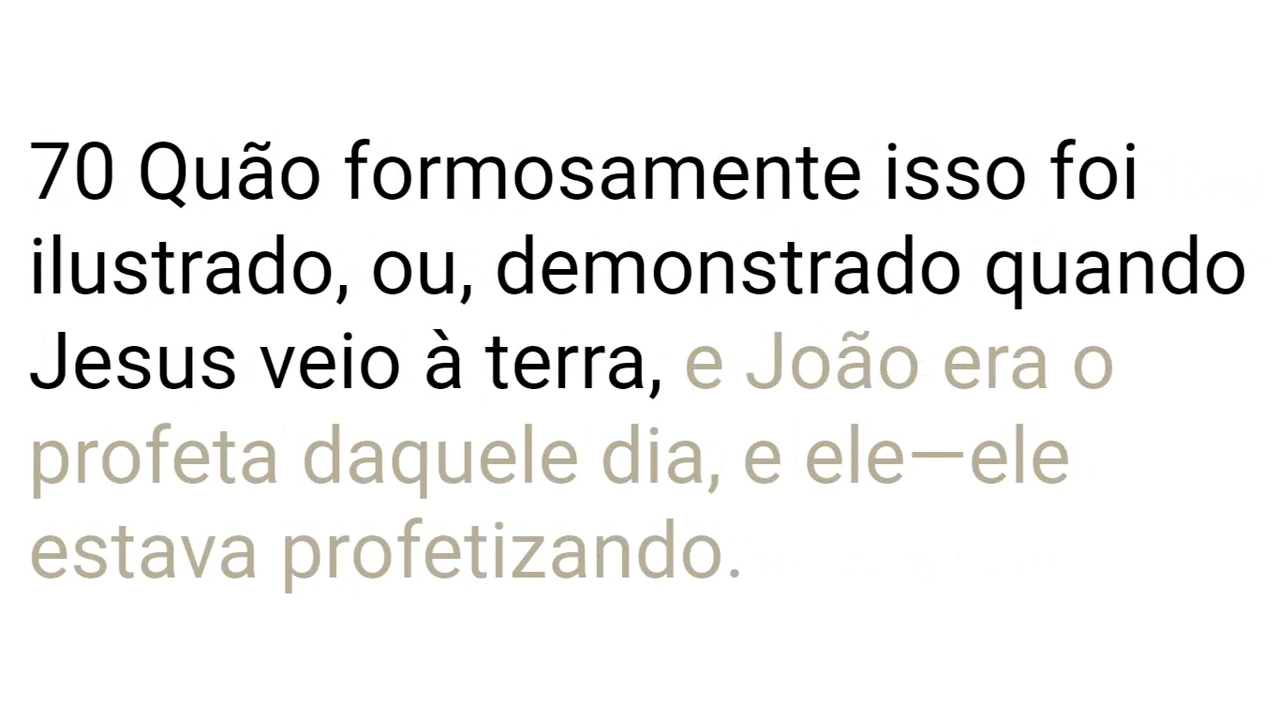 70 Quão formosamente isso foi
ilustrado, ou, demonstrado quando
Jesus veio à terra, e João era o
profeta daquele dia, e ele—ele
estava profetizando.